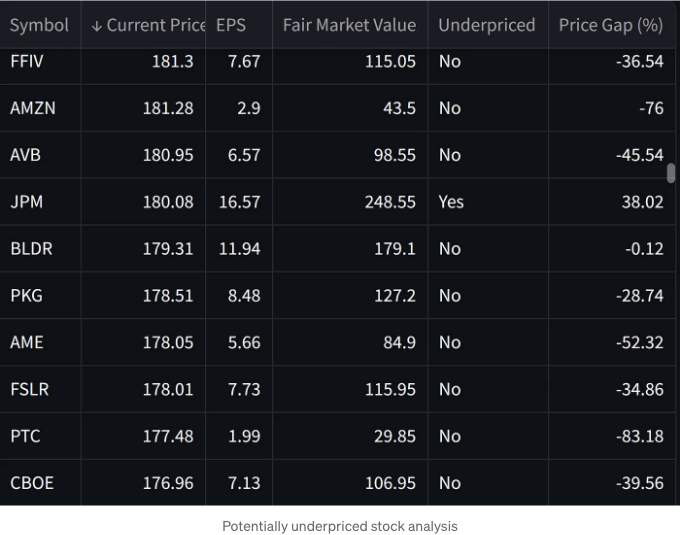 Symbol ↓ Current Price EPS Fair Market Value Underpriced Price Gap (%)
FFIV 181.3 7.67 115.05 No -36.54
AMZN 181.28 2.9 43.5 No -76
AVB 180.95 6.57 98.55 No -45.54
JPM 180.08 16.57 248.55 Yes 38.02
BLDR 179.31 11.94 179.1 No -0.12
PKG 178.51 8.48 127.2 No -28.74
AME 178.05 5.66 84.9 No -52.32
FSLR 178.01 7.73 115.95 No -34.86
PTC 177.48 1.99 29.85 No -83.18
CBOE 176.96 7.13 106.95 No -39.56
Potentially underpriced stock analysis